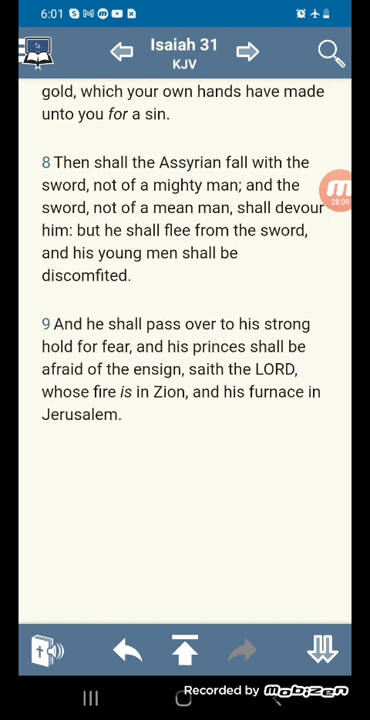 6:01
Isaiah 31
KJV
gold, which your own hands have made
unto you for a sin.
8 Then shall the Assyrian fall with the
sword, not of a mighty man; and the
sword, not of a mean man, shall devour
him: but he shall flee from the sword,
and his young men shall be
discomfited.
28:09
9 And he shall pass over to his strong
hold for fear, and his princes shall be
afraid of the ensign, saith the LORD,
whose fire is in Zion, and his furnace in
Jerusalem.
Recorded by Mobizen